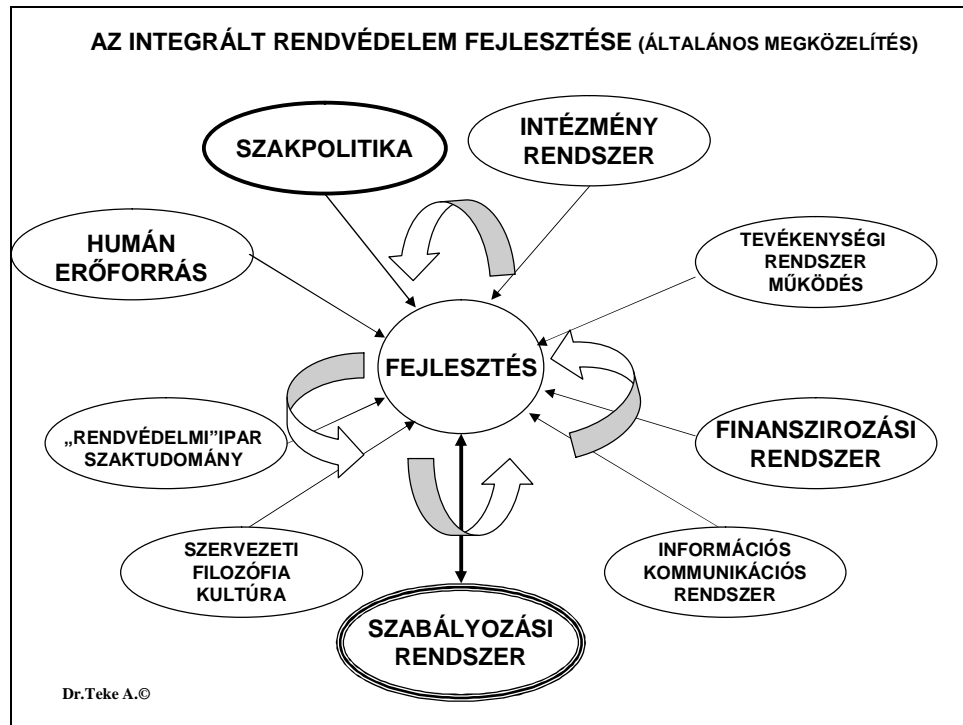 AZ INTEGRÁLT RENDVÉDELEM FEJLESZTÉSE (ÁLTALÁNOS MEGKÖZELÍTÉS)
SZAKPOLITIKA
INTÉZMÉNY
RENDSZER
HUMÁN
ERŐFORRÁS
TEVÉKENYSÉGI
RENDSZER
MŰKÖDÉS
FEJLESZTÉS
„RENDVÉDELMI”IPAR
SZAKTUDOMÁNY
FINANSZIROZÁSI
RENDSZER
SZERVEZETI
FILOZÓFIA
KULTÚRA
INFORMÁCIÓS
KOMMUNIKÁCIÓS
RENDSZER
SZABÁLYOZÁSI
RENDSZER
Dr.Teke A.©